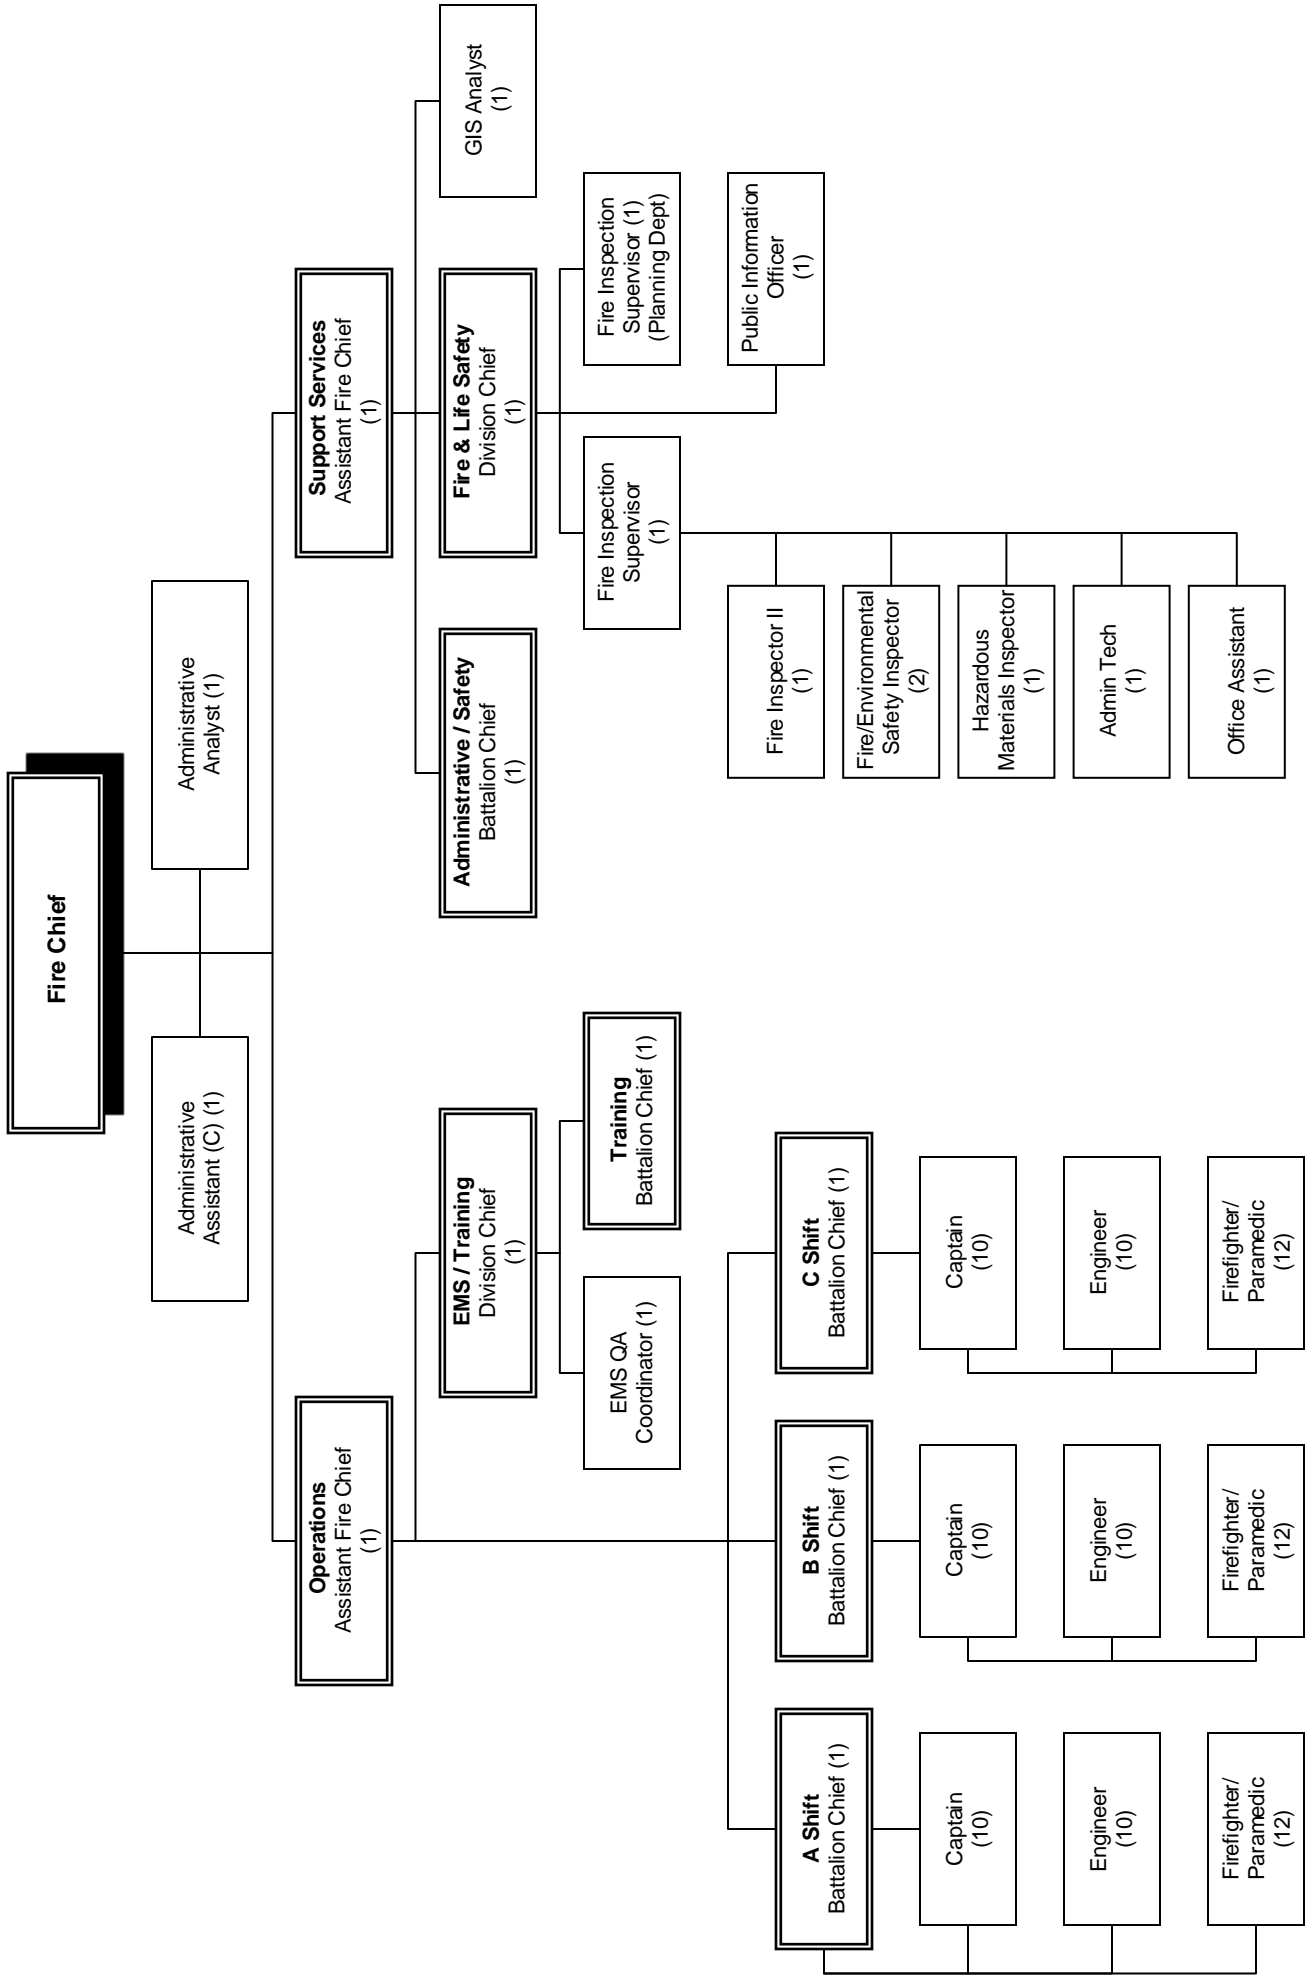 Fire Chief
Administrative
Assistant (C) (1)
Administrative
Analyst (1)
Operations
Assistant Fire Chief
(1)
Support Services
Assistant Fire Chief
(1)
EMS / Training
Division Chief
(1)
Administrative / Safety
Battalion Chief
(1)
Fire & Life Safety
Division Chief
(1)
GIS Analyst
(1)
EMS QA
Coordinator (1)
Training
Battalion Chief (1)
Fire Inspection
Supervisor
(1)
Fire Inspection
Supervisor (1)
(Planning Dept)
Public Information
Officer
(1)
Fire Inspector II
(1)
Fire/Environmental
Safety Inspector
(2)
Hazardous
Materials Inspector
(1)
Admin Tech
(1)
Office Assistant
(1)
A Shift
Battalion Chief (1)
Captain
(10)
Engineer
(10)
Firefighter/
Paramedic
(12)
B Shift
Battalion Chief (1)
Captain
(10)
Engineer
(10)
Firefighter/
Paramedic
(12)
C Shift
Battalion Chief (1)
Captain
(10)
Engineer
(10)
Firefighter/
Paramedic
(12)